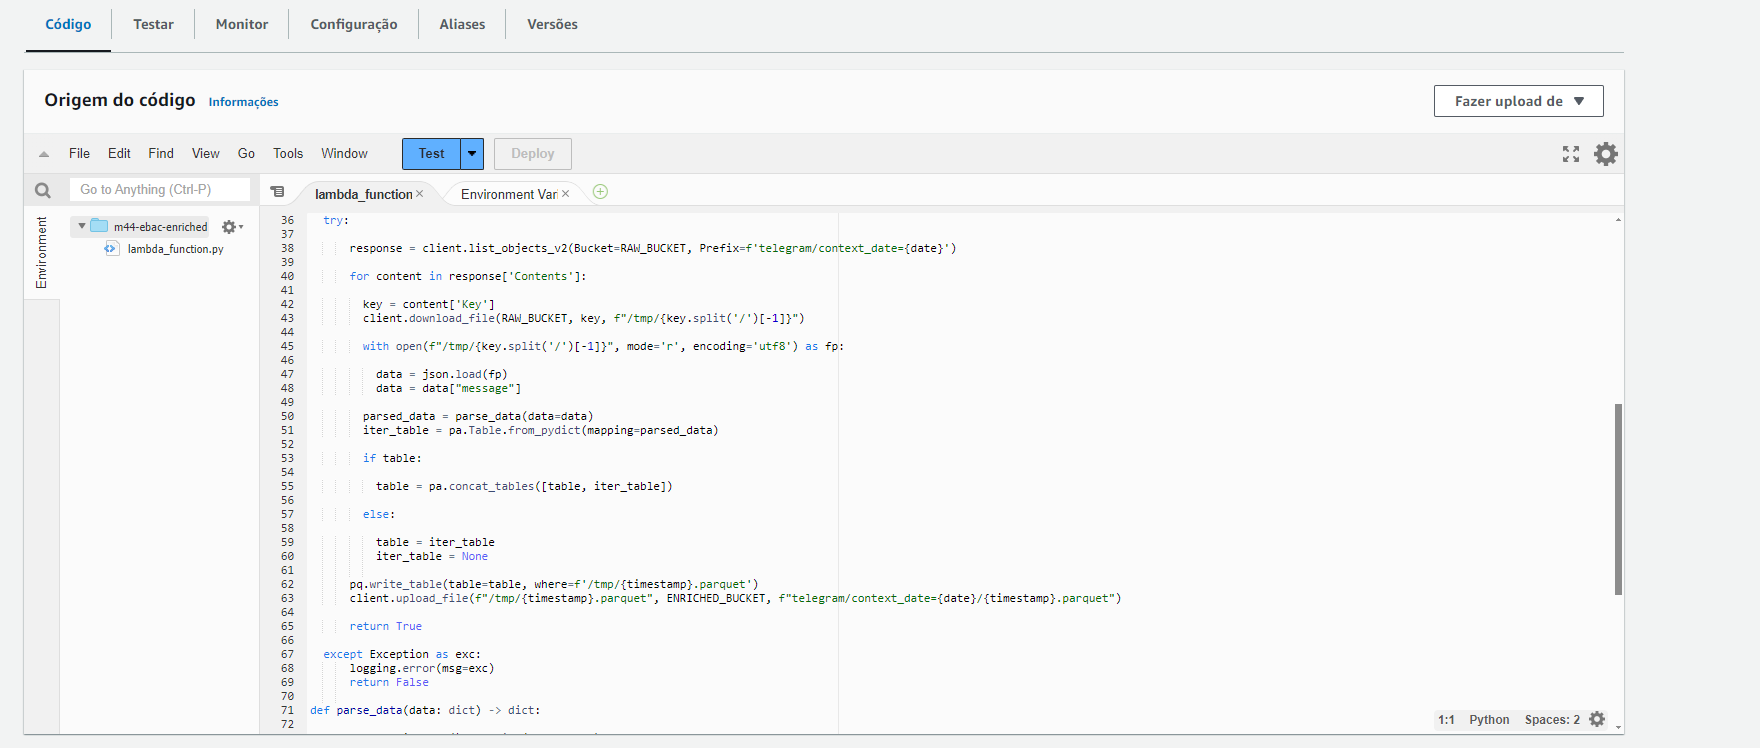 Código Testar Monitor Configuração Aliases Versões
Origem do código Informações Fazer upload de
File Edit Find View Go Tools Window Test Deploy
Go to Anything (Ctrl-P) lambda_function Environment Vari
Environment
m44-ebac-enriched
lambda_function.py
36 try:
37
38 response = client.list_objects_v2(Bucket=RAW_BUCKET, Prefix=f'telegram/context_date={date}')
39
40 for content in response['Contents']:
41
42 key = content['Key']
43 client.download_file(RAW_BUCKET, key, f"/tmp/{key.split('/')[-1]}")
44
45 with open(f"/tmp/{key.split('/')[-1]}", mode='r', encoding='utf8') as fp:
46
47 data = json.load(fp)
48 data = data["message"]
49
50 parsed_data = parse_data(data=data)
51 iter_table = pa.Table.from_pydict(mapping=parsed_data)
52
53 if table:
54
55 table = pa.concat_tables([table, iter_table])
56
57 else:
58
59 table = iter_table
60 iter_table = None
61
62 pq.write_table(table=table, where=f'/tmp/{timestamp}.parquet')
63 client.upload_file(f"/tmp/{timestamp}.parquet", ENRICHED_BUCKET, f"telegram/context_date={date}/{timestamp}.parquet")
64
65 return True
66
67 except Exception as exc:
68 logging.error(msg=exc)
69 return False
70
71 def parse_data(data: dict) -> dict:
72
1:1 Python Spaces: 2